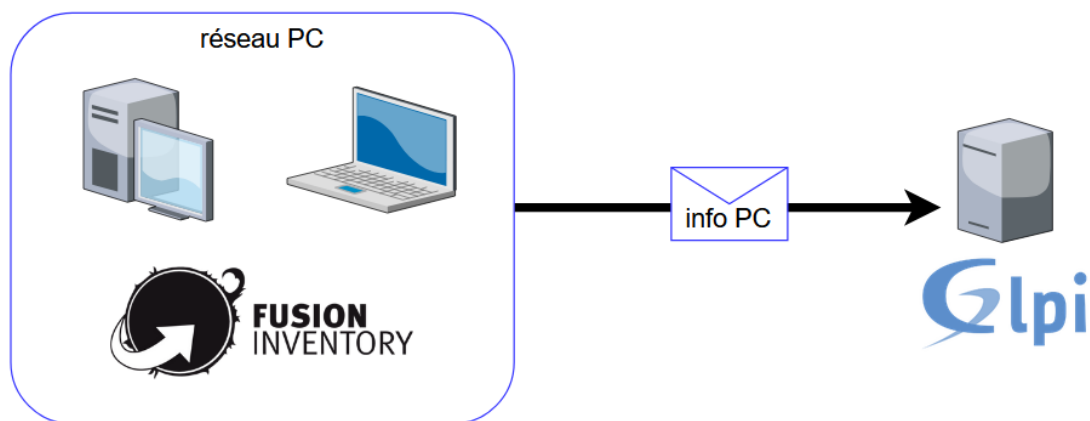 réseau PC
info PC
FUSION
INVENTORY
Glpi